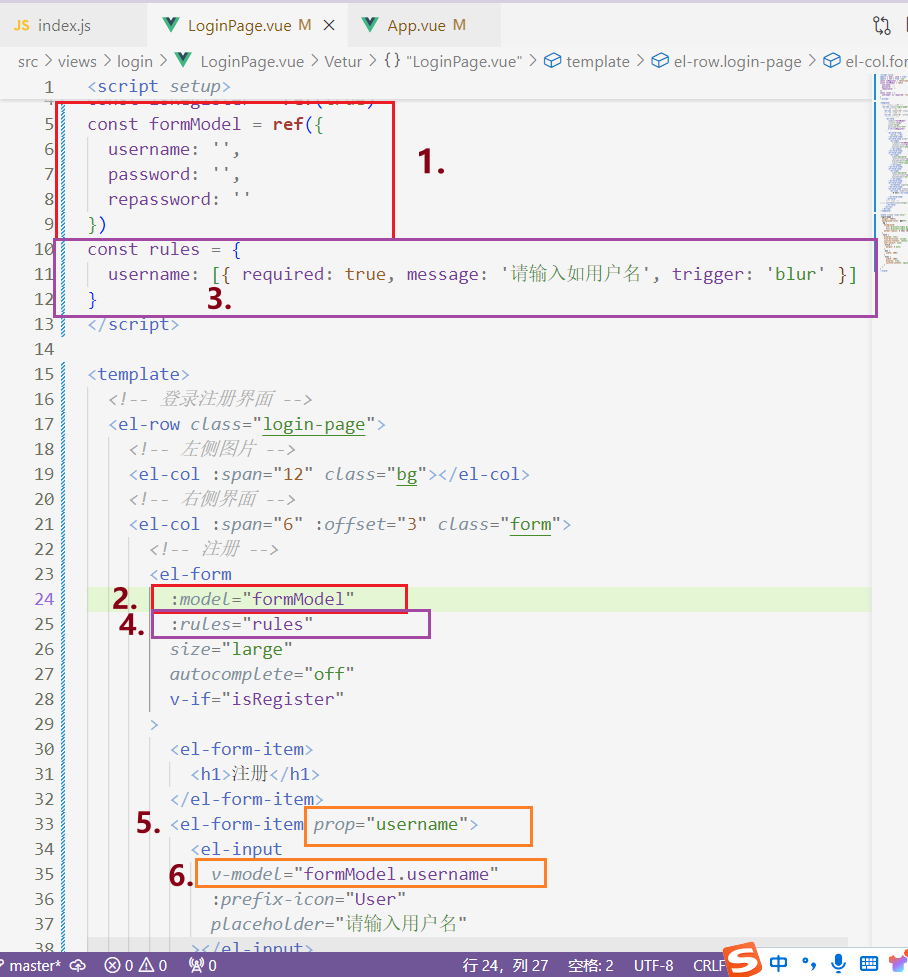 JS index.js LoginPage.vue M × App.vue M
src > views > login > LoginPage.vue > Vetur > {} "LoginPage.vue" > template > el-row.login-page > el-col.for
1 <script setup>
5 const formModel = ref({
6 username: '',
7 password: '',
1.
8 repassword: ''
9 })
10 const rules = {
11 username: [{ required: true, message: '请输入如用户名', trigger: 'blur' }]
12 }
3.
13 </script>
14
15 <template>
16 <!-- 登录注册界面 -->
17 <el-row class="login-page">
18 <!-- 左侧图片 -->
19 <el-col :span="12" class="bg"></el-col>
20 <!-- 右侧界面 -->
21 <el-col :span="6" :offset="3" class="form">
22 <!-- 注册 -->
23 <el-form
24 2. :model="formModel"
25 4. :rules="rules"
26 size="large"
27 autocomplete="off"
28 v-if="isRegister"
29 >
30 <el-form-item>
31 <h1>注册</h1>
32 </el-form-item>
33 5. <el-form-item prop="username">
34 <el-input
35 6. v-model="formModel.username"
36 :prefix-icon="User"
37 placeholder="请输入用户名"
38 ></el-input>
master* 0 0 0 行 24，列 27 空格: 2 UTF-8 CRLF S 中